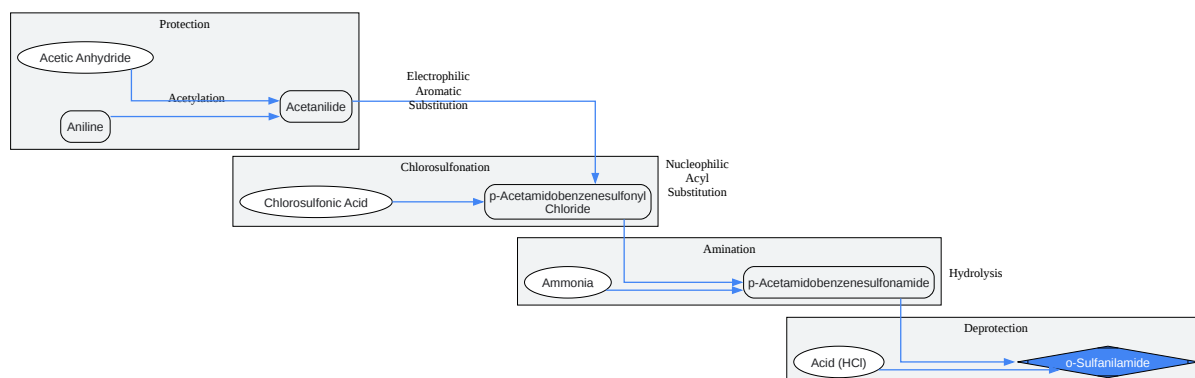 Protection
Acetic Anhydride
Acetylation
Acetanilide
Aniline
Electrophilic
Aromatic
Substitution
Chlorosulfonation
Chlorosulfonic Acid
p-Acetamidobenzenesulfonyl
Chloride
Nucleophilic
Acyl
Substitution
Amination
Ammonia
p-Acetamidobenzenesulfonamide
Hydrolysis
Deprotection
Acid (HCl)
o-Sulfanilamide